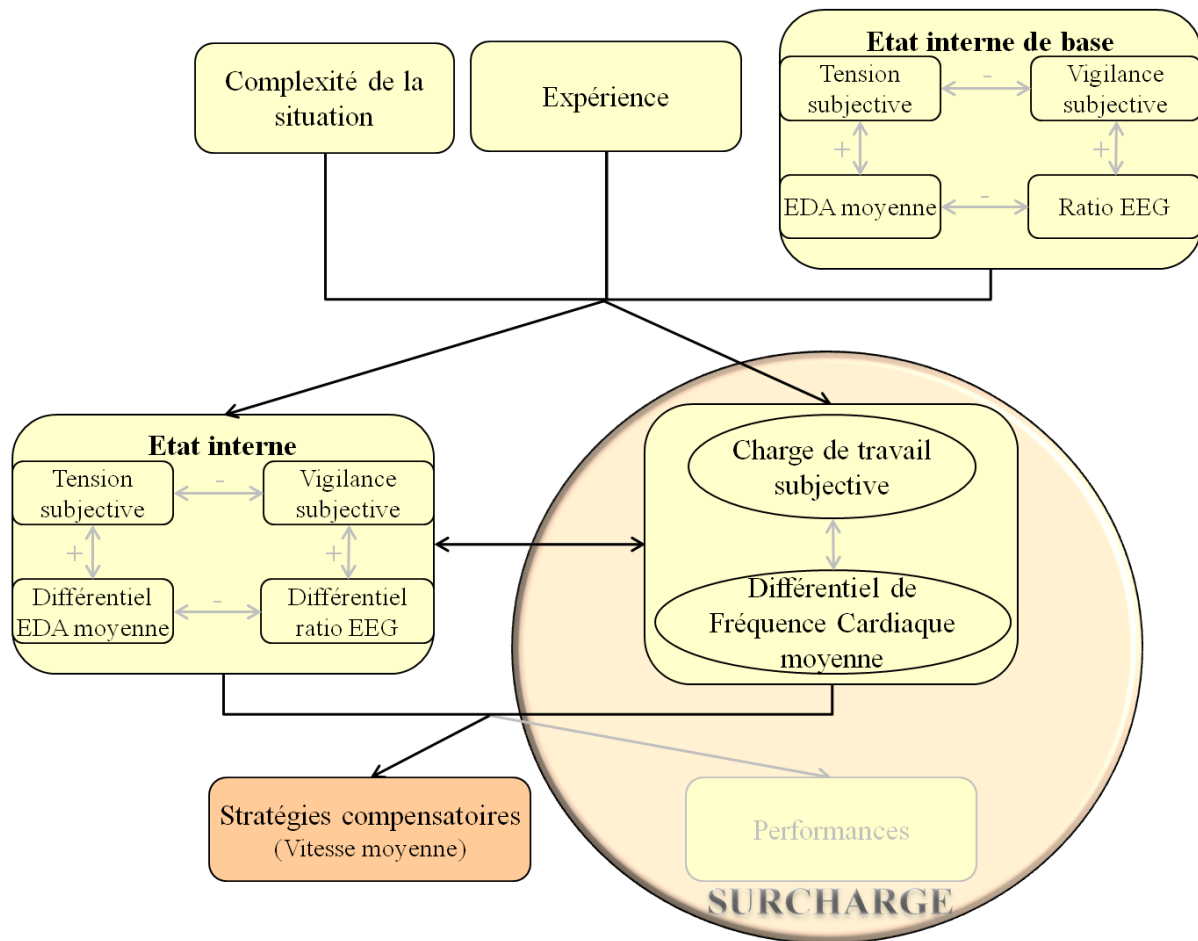 Complexité de la
situation
Expérience
Etat interne de base
Tension
subjective
-
Vigilance
subjective
+
+
EDA moyenne
-
Ratio EEG
Etat interne
Tension
subjective
-
Vigilance
subjective
+
+
Différentiel
EDA moyenne
-
Différentiel
ratio EEG
Charge de travail
subjective
Différentiel de
Fréquence Cardiaque
moyenne
Stratégies compensatoires
(Vitesse moyenne)
Performances
SURCHARGE